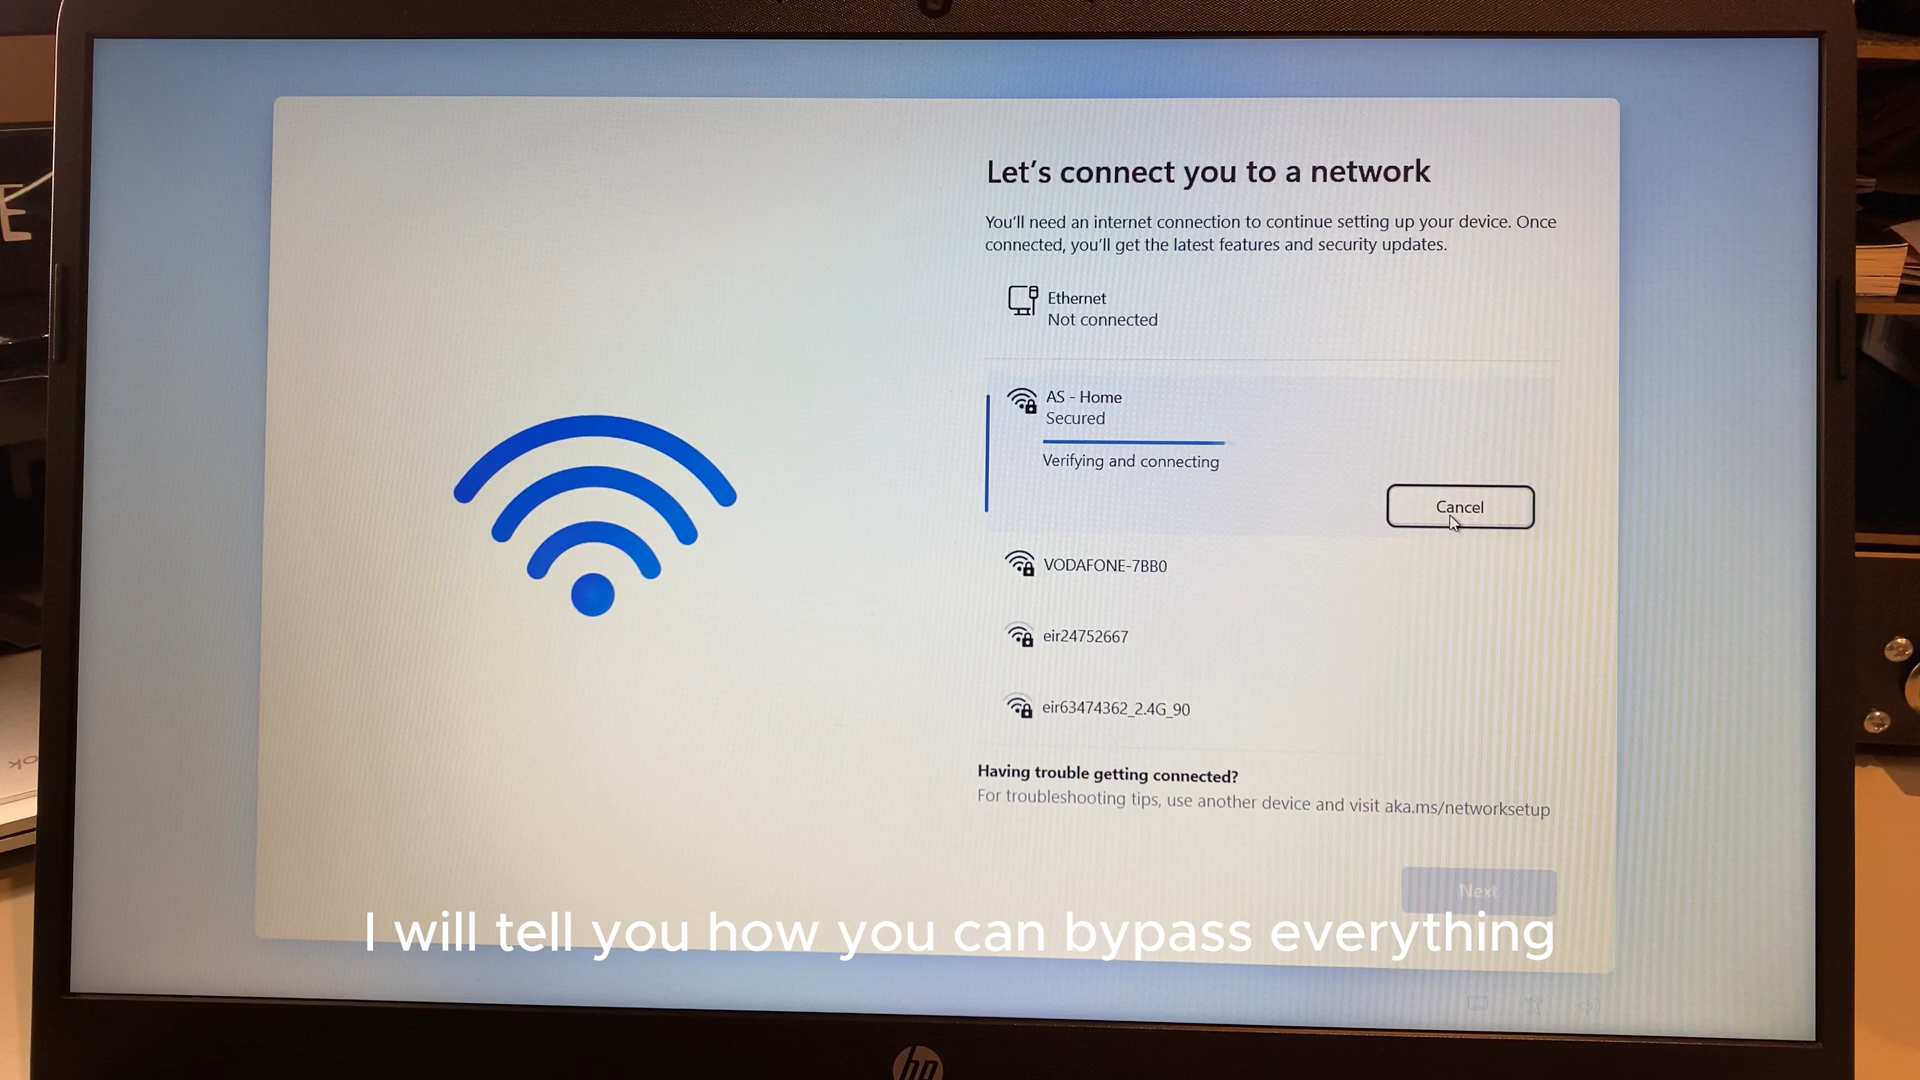 Let's connect you to a network
You'll need an internet connection to continue setting up your device. Once
connected, you'll get the latest features and security updates.
Ethernet
Not connected
AS - Home
Secured
Verifying and connecting
Cancel
VODAFONE-7BB0
eir24752667
eir63474362_2.4G_90
Having trouble getting connected?
For troubleshooting tips, use another device and visit aka.ms/networksetup
Next
I will tell you how you can bypass everything
hp